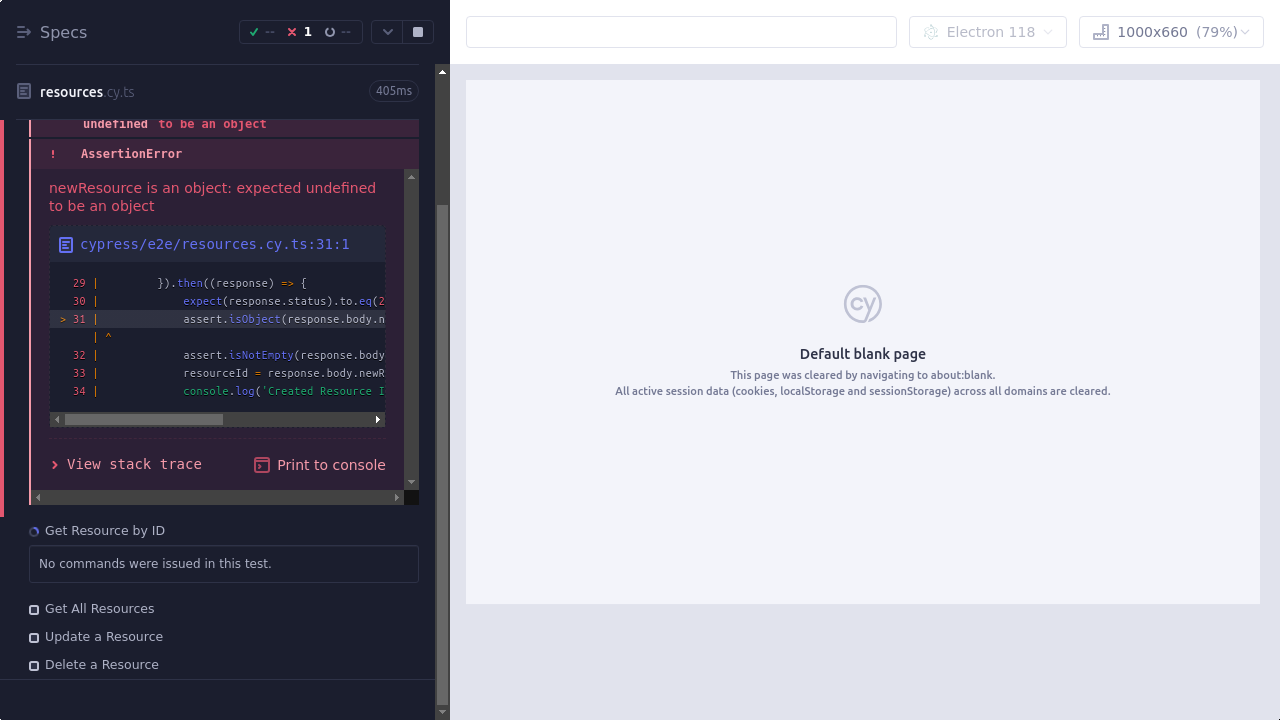 Specs
-- 1 --
Electron 118
1000x660 (79%)
resources.cy.ts
405ms
undefined to be an object
! AssertionError
newResource is an object: expected undefined
to be an object
cypress/e2e/resources.cy.ts:31:1
29 | }).then((response) => {
30 | expect(response.status).to.eq(2
> 31 | assert.isObject(response.body.n
| ^
32 | assert.isNotEmpty(response.body
33 | resourceId = response.body.newR
34 | console.log('Created Resource I
View stack trace
Print to console
Get Resource by ID
No commands were issued in this test.
Get All Resources
Update a Resource
Delete a Resource
cy
Default blank page
This page was cleared by navigating to about:blank.
All active session data (cookies, localStorage and sessionStorage) across all domains are cleared.